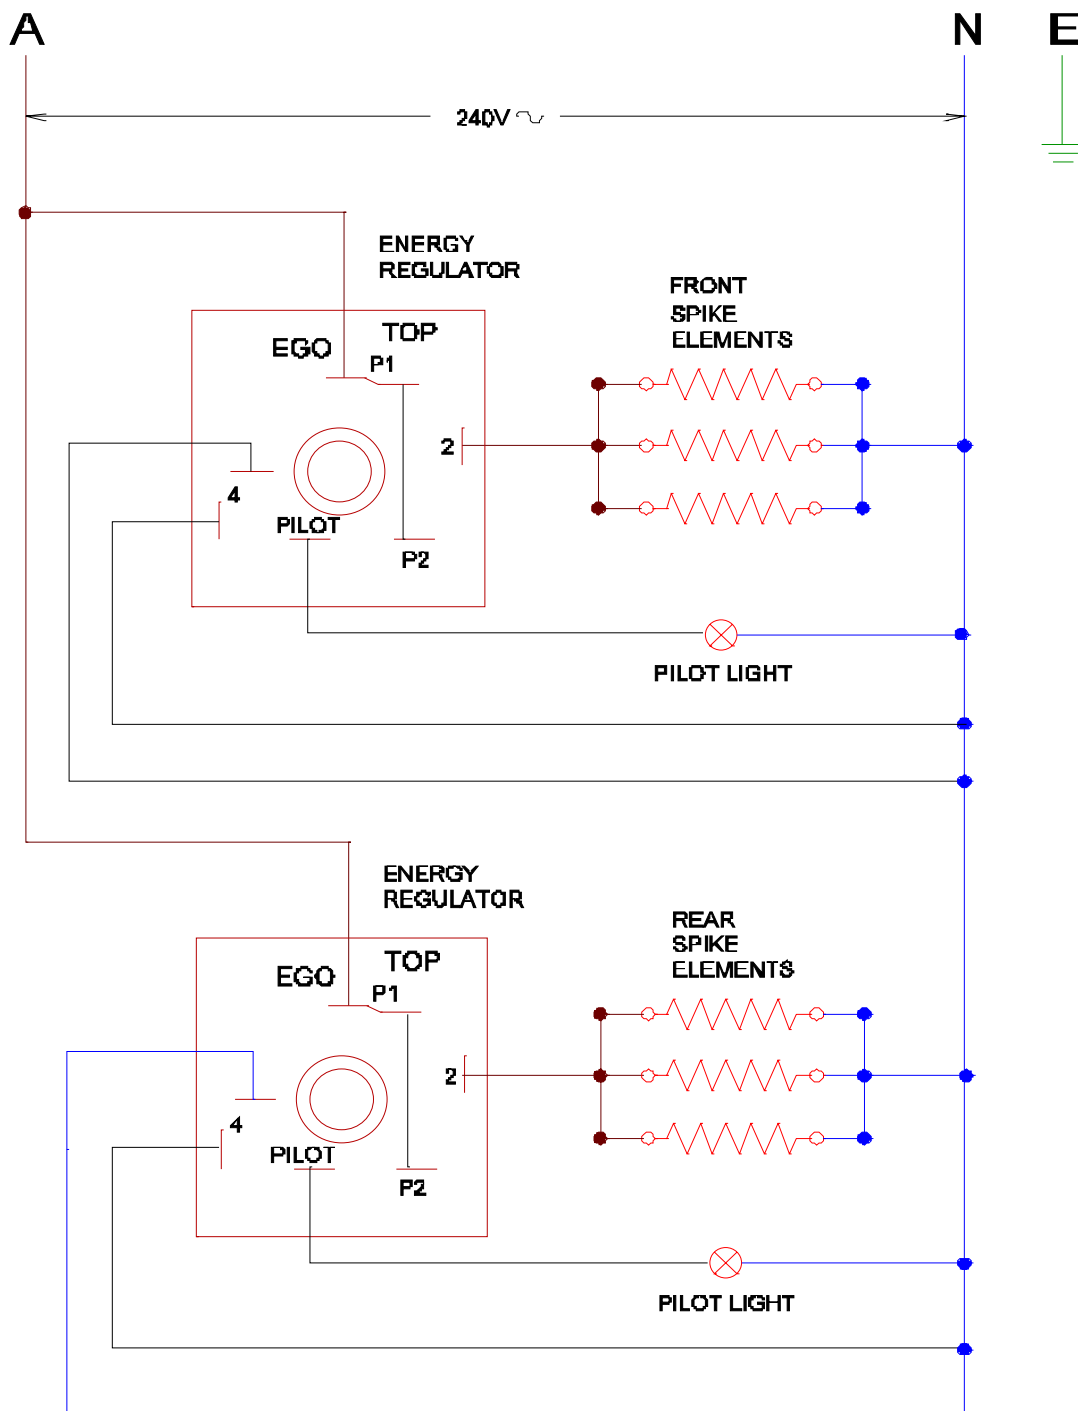 A
N
E
240V
ENERGY
REGULATOR
FRONT
SPIKE
ELEMENTS
TOP
EGO
P1
2
4
PILOT
P2
PILOT LIGHT
ENERGY
REGULATOR
REAR
SPIKE
ELEMENTS
TOP
EGO
P1
2
4
PILOT
P2
PILOT LIGHT